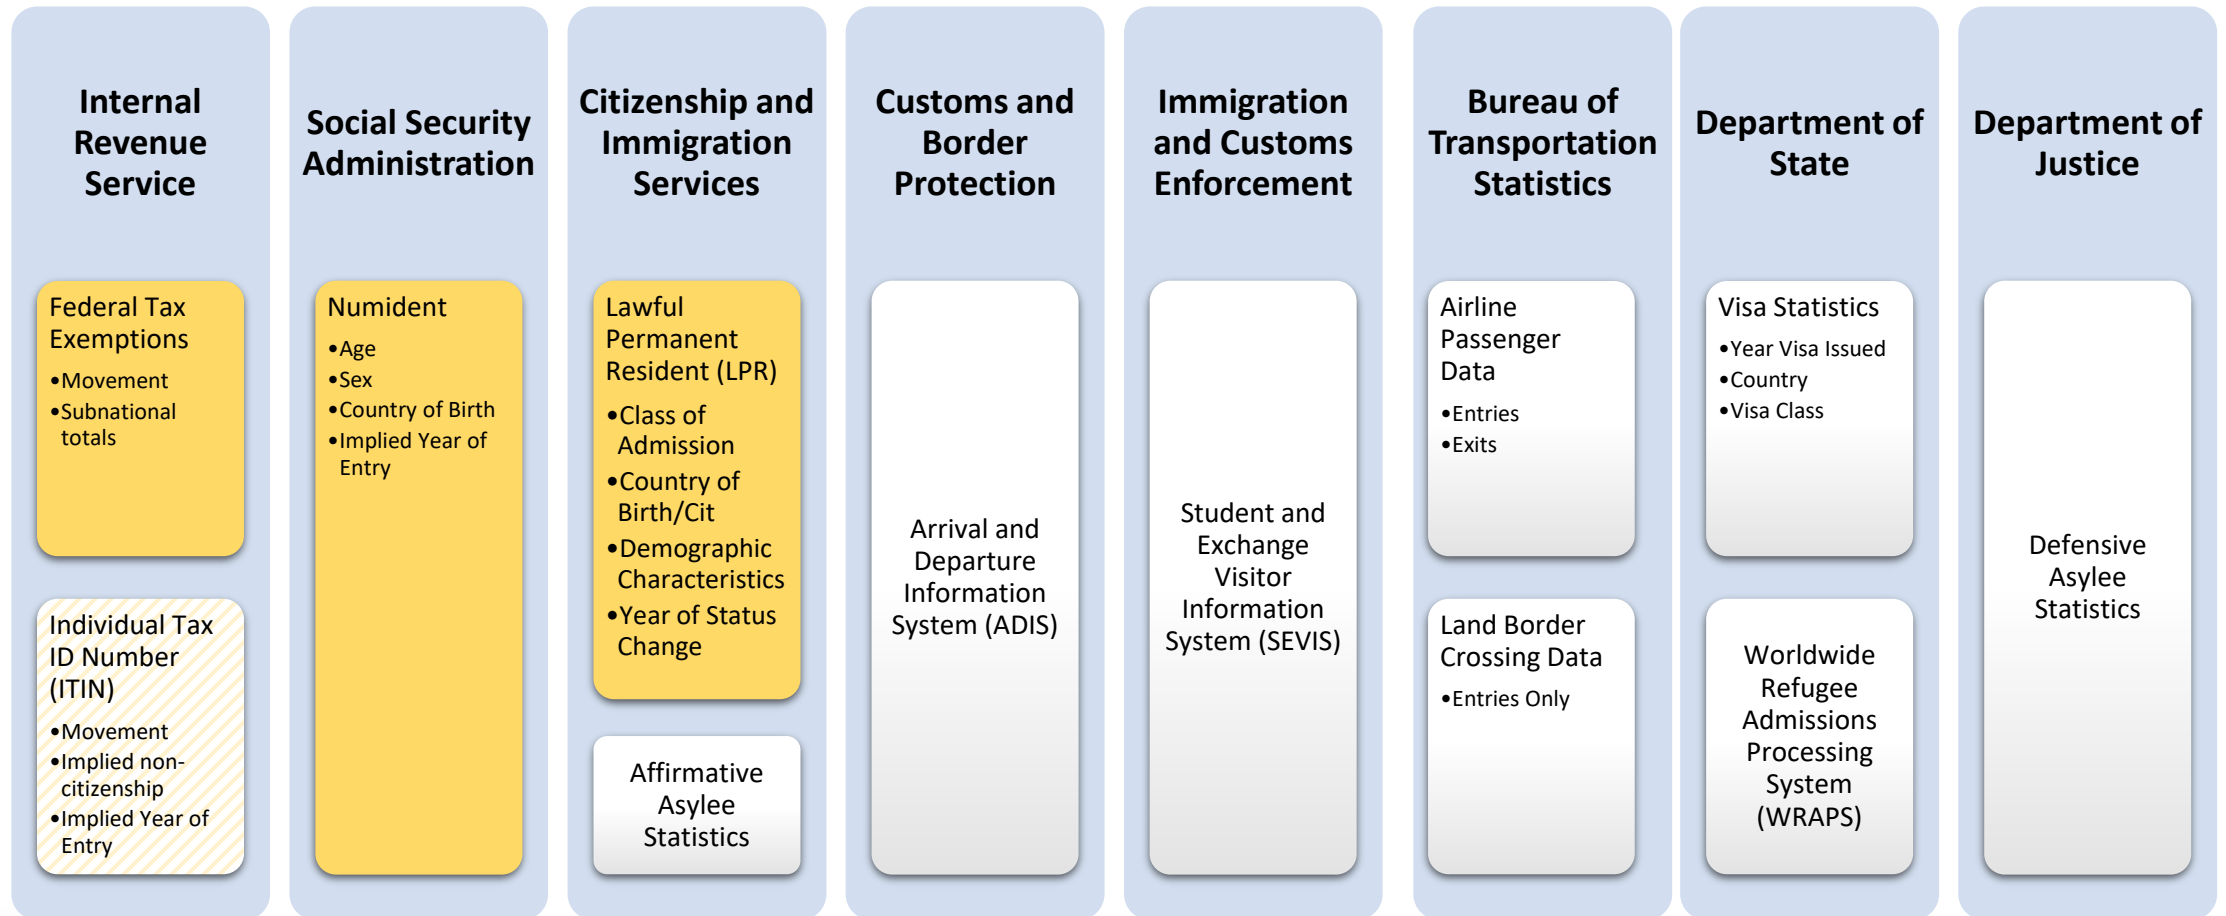 Internal
Revenue
Service
Federal Tax
Exemptions
•Movement
•Subnational
totals
Individual Tax
ID Number
(ITIN)
•Movement
•Implied non-
citizenship
•Implied Year of
Entry
Social Security
Administration
Numident
•Age
•Sex
•Country of Birth
•Implied Year of
Entry
Citizenship and
Immigration
Services
Lawful
Permanent
Resident (LPR)
•Class of
Admission
•Country of
Birth/Cit
•Demographic
Characteristics
•Year of Status
Change
Affirmative
Asylee
Statistics
Customs and
Border
Protection
Arrival and
Departure
Information
System (ADIS)
Immigration
and Customs
Enforcement
Student and
Exchange
Visitor
Information
System (SEVIS)
Bureau of
Transportation
Statistics
Airline
Passenger
Data
•Entries
•Exits
Land Border
Crossing Data
•Entries Only
Department of
State
Visa Statistics
•Year Visa Issued
•Country
•Visa Class
Worldwide
Refugee
Admissions
Processing
System
(WRAPS)
Department of
Justice
Defensive
Asylee
Statistics